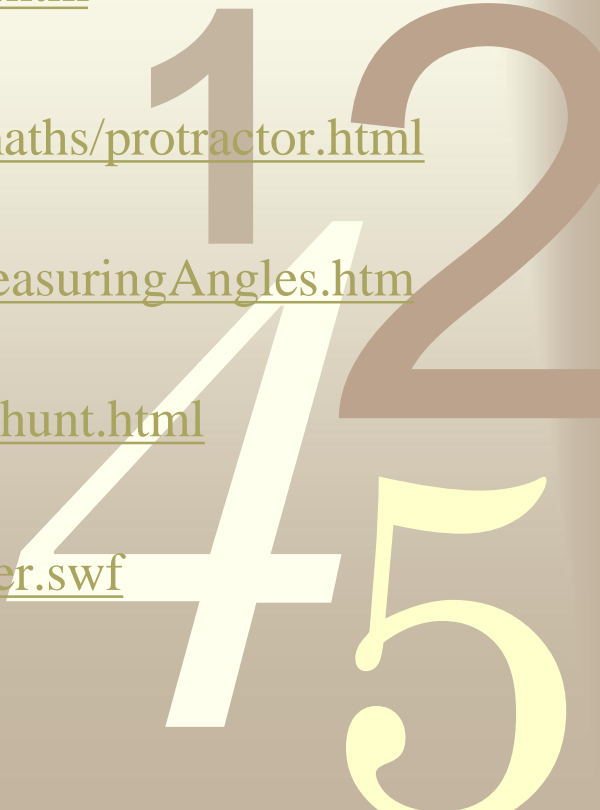 1 2
aths/protractor.html
easuringAngles.htm
4
hunt.html
er.swf
5